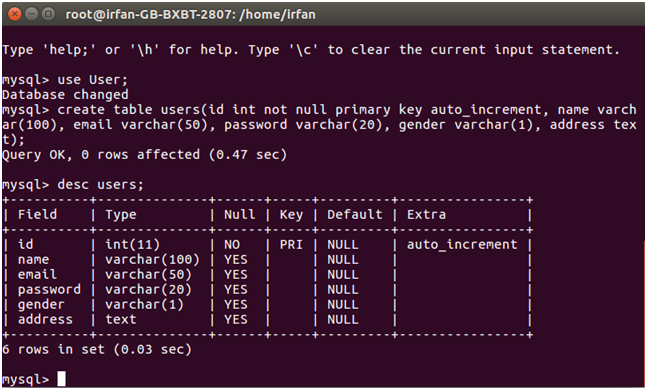 root@irfan-GB-BXBT-2807: /home/irfan
Type 'help;' or '\h' for help. Type '\c' to clear the current input statement.
mysql> use User;
Database changed
mysql> create table users(id int not null primary key auto_increment, name varch
ar(100), email varchar(50), password varchar(20), gender varchar(1), address tex
t);
Query OK, 0 rows affected (0.47 sec)
mysql> desc users;
+----------+--------------+------+-----+---------+----------------+
| Field    | Type         | Null | Key | Default | Extra          |
+----------+--------------+------+-----+---------+----------------+
| id       | int(11)      | NO   | PRI | NULL    | auto_increment |
| name     | varchar(100) | YES  |     | NULL    |                |
| email    | varchar(50)  | YES  |     | NULL    |                |
| password | varchar(20)  | YES  |     | NULL    |                |
| gender   | varchar(1)   | YES  |     | NULL    |                |
| address  | text         | YES  |     | NULL    |                |
+----------+--------------+------+-----+---------+----------------+
6 rows in set (0.03 sec)
mysql>